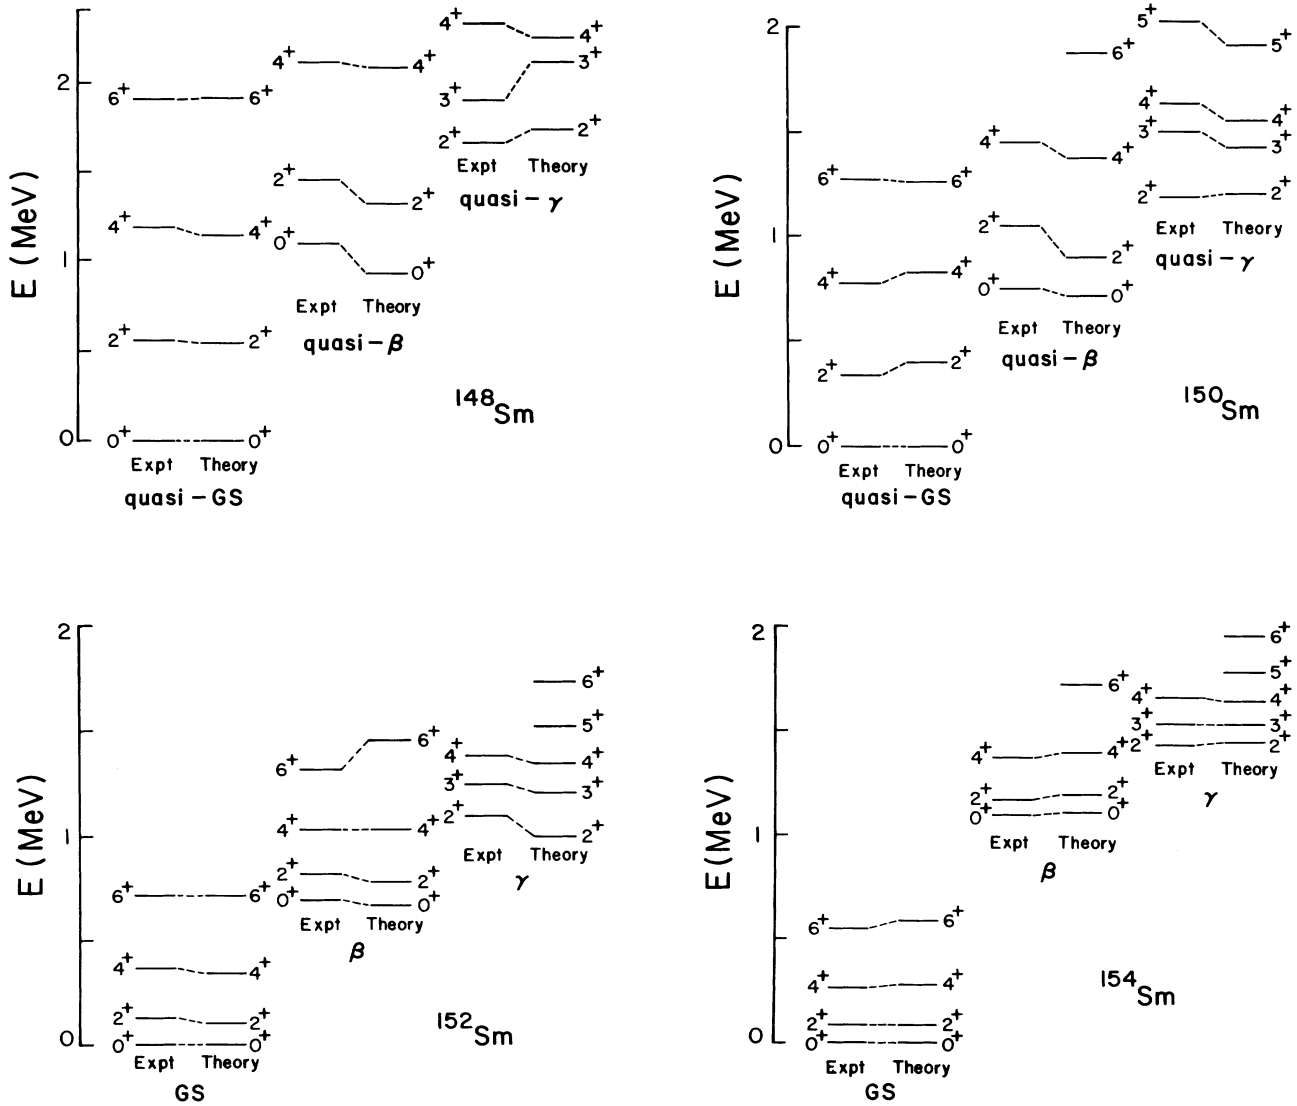 4⁺ 4⁺
3⁺
4⁺ 4⁺
2
6⁺ 6⁺
3⁺
2⁺ 2⁺
Expt Theory
quasi-γ
2⁺
2⁺
4⁺ 4⁺
0⁺
1
0⁺
Expt Theory
quasi-β
2⁺ 2⁺
148Sm
0
0⁺ 0⁺
Expt Theory
quasi-GS
E (MeV)
2
5⁺ 5⁺
6⁺
4⁺ 4⁺
3⁺ 3⁺
4⁺ 4⁺
6⁺ 6⁺
2⁺ 2⁺
Expt Theory
quasi-γ
1
2⁺ 2⁺
4⁺ 4⁺
0⁺ 0⁺
Expt Theory
quasi-β
2⁺ 2⁺
150Sm
0
0⁺ 0⁺
Expt Theory
quasi-GS
E (MeV)
2
6⁺
5⁺
6⁺ 6⁺
4⁺ 4⁺
3⁺ 3⁺
2⁺ 2⁺
4⁺ 4⁺
1
Expt Theory
γ
2⁺ 2⁺
0⁺ 0⁺
6⁺ 6⁺
Expt Theory
β
4⁺ 4⁺
2⁺ 2⁺
152Sm
0
0⁺ 0⁺
Expt Theory
GS
E (MeV)
2
6⁺
5⁺
6⁺
4⁺ 4⁺
3⁺ 3⁺
2⁺ 2⁺
4⁺ 4⁺
Expt Theory
γ
2⁺ 2⁺
0⁺ 0⁺
1
Expt Theory
β
6⁺ 6⁺
4⁺ 4⁺
154Sm
2⁺ 2⁺
0
0⁺ 0⁺
Expt Theory
GS
E (MeV)